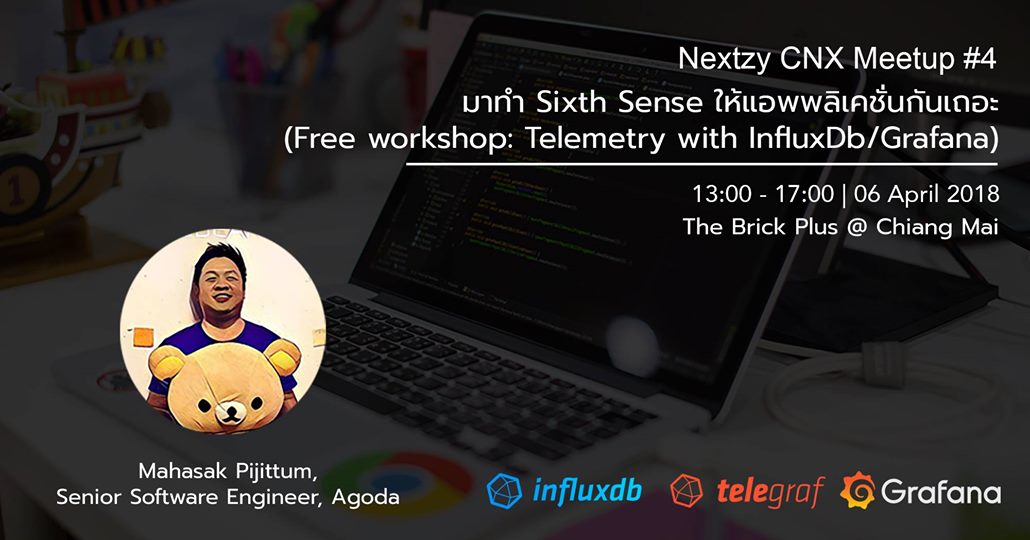 Nextzy CNX Meetup #4
มาทำ Sixth Sense ให้แอพพลิเคชั่นกันเถอะ
(Free workshop: Telemetry with InfluxDb/Grafana)
13:00 - 17:00 | 06 April 2018
The Brick Plus @ Chiang Mai
1
Mahasak Pijittum,
Senior Software Engineer, Agoda
influxdb
telegraf
Grafana